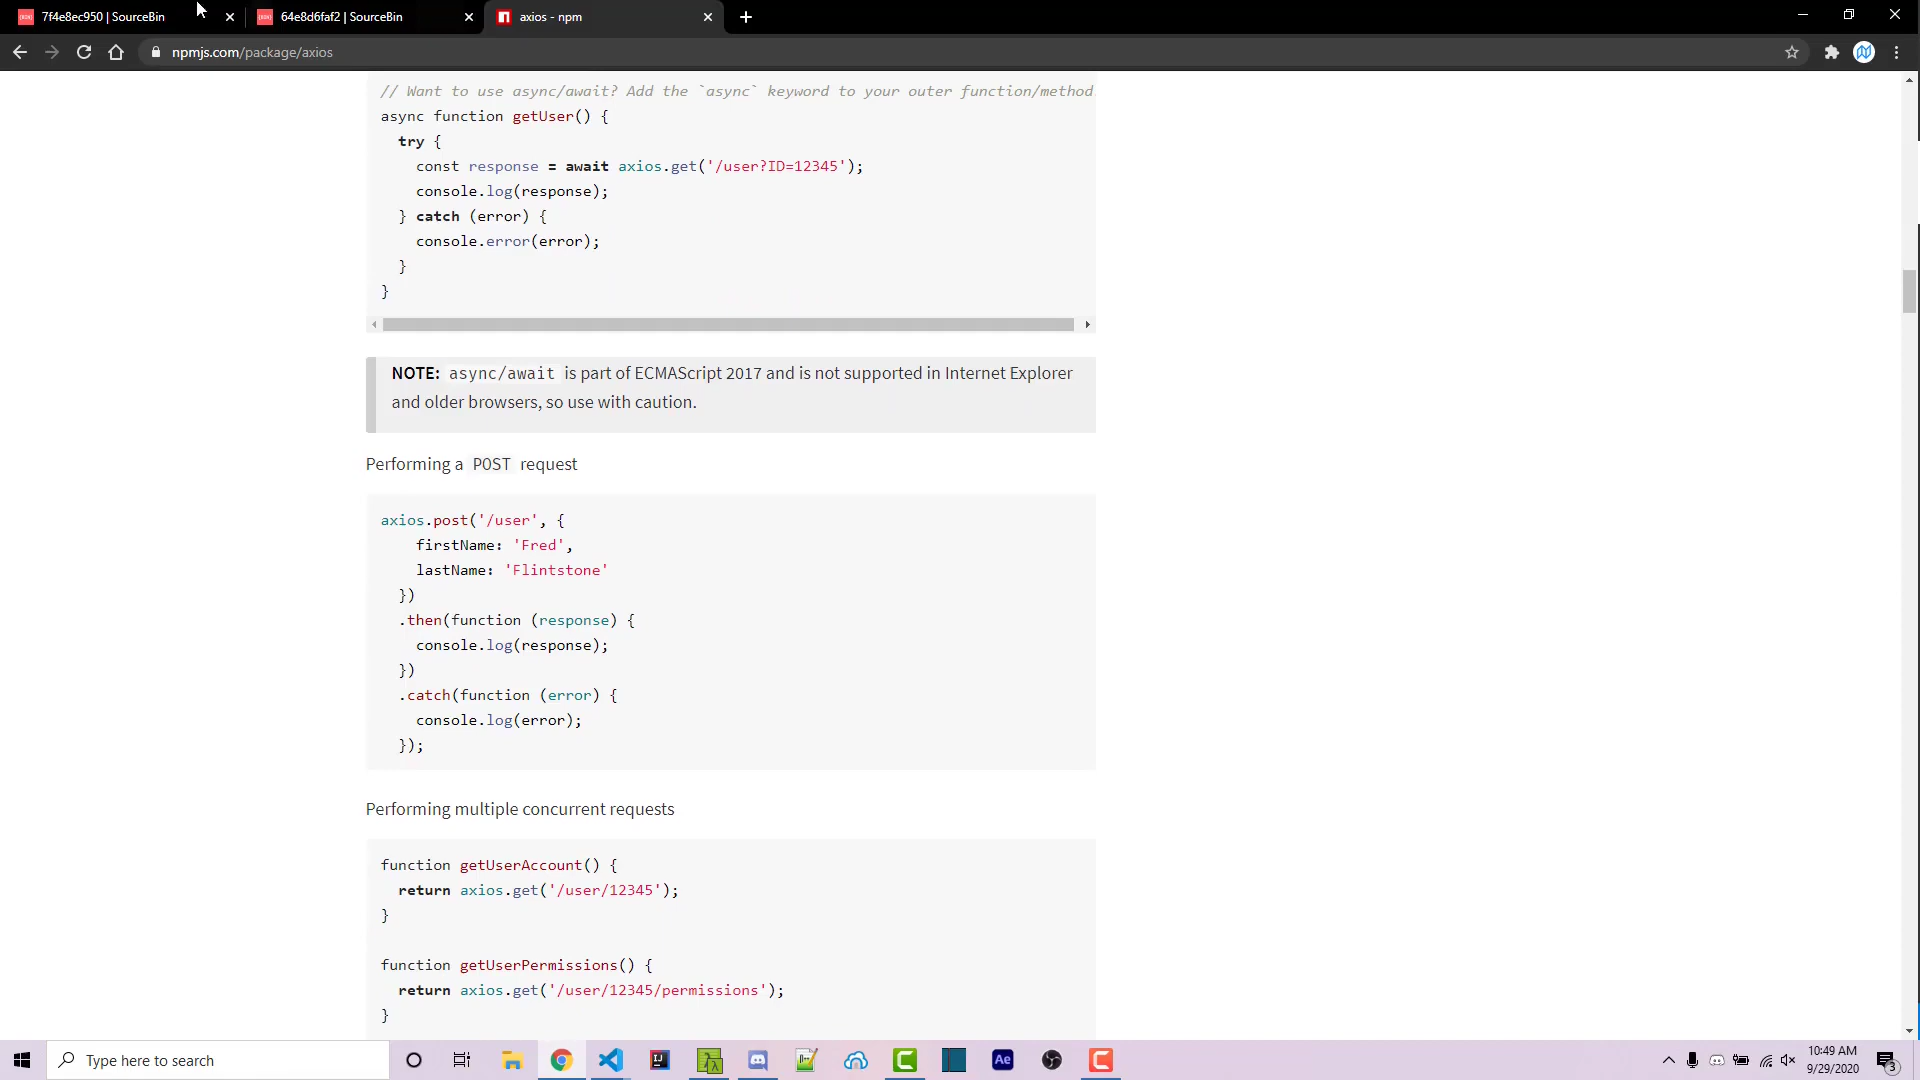 7f4e8ec950 | SourceBin
64e8d6faf2 | SourceBin
axios - npm
npmjs.com/package/axios
// Want to use async/await? Add the `async` keyword to your outer function/method
async function getUser() {
try {
const response = await axios.get('/user?ID=12345');
console.log(response);
} catch (error) {
console.error(error);
}
}
NOTE: async/await is part of ECMAScript 2017 and is not supported in Internet Explorer
and older browsers, so use with caution.
Performing a POST request
axios.post('/user', {
firstName: 'Fred',
lastName: 'Flintstone'
})
.then(function (response) {
console.log(response);
})
.catch(function (error) {
console.log(error);
});
Performing multiple concurrent requests
function getUserAccount() {
return axios.get('/user/12345');
}
function getUserPermissions() {
return axios.get('/user/12345/permissions');
}
Type here to search
IJ
Ae
10:49 AM
9/29/2020
3